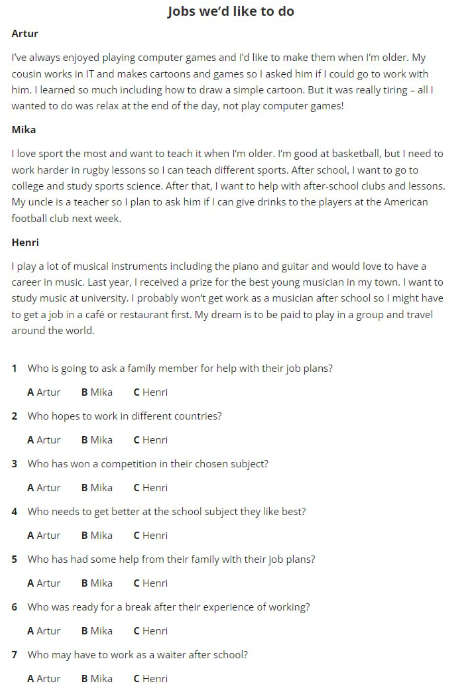 Jobs we'd like to do
Artur
I've always enjoyed playing computer games and I'd like to make them when I'm older. My
cousin works in IT and makes cartoons and games so I asked him if I could go to work with
him. I learned so much including how to draw a simple cartoon. But it was really tiring – all I
wanted to do was relax at the end of the day, not play computer games!
Mika
I love sport the most and want to teach it when I'm older. I'm good at basketball, but I need to
work harder in rugby lessons so I can teach different sports. After school, I want to go to
college and study sports science. After that, I want to help with after-school clubs and lessons.
My uncle is a teacher so I plan to ask him if I can give drinks to the players at the American
football club next week.
Henri
I play a lot of musical instruments including the piano and guitar and would love to have a
career in music. Last year, I received a prize for the best young musician in my town. I want to
study music at university. I probably won't get work as a musician after school so I might have
to get a job in a café or restaurant first. My dream is to be paid to play in a group and travel
around the world.
1 Who is going to ask a family member for help with their job plans?
A Artur B Mika C Henri
2 Who hopes to work in different countries?
A Artur B Mika C Henri
3 Who has won a competition in their chosen subject?
A Artur B Mika C Henri
4 Who needs to get better at the school subject they like best?
A Artur B Mika C Henri
5 Who has had some help from their family with their job plans?
A Artur B Mika C Henri
6 Who was ready for a break after their experience of working?
A Artur B Mika C Henri
7 Who may have to work as a waiter after school?
A Artur B Mika C Henri